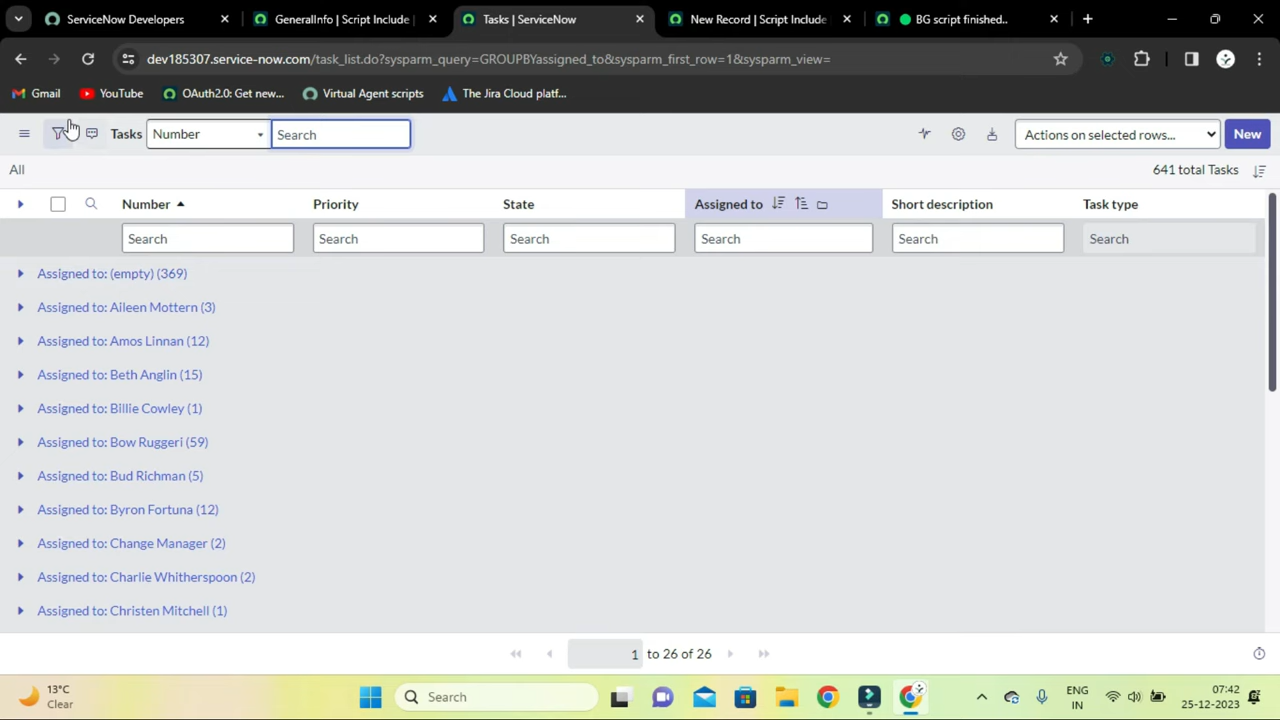 ServiceNow Developers
GeneralInfo | Script Include |
Tasks | ServiceNow
New Record | Script Include
BG script finished..
dev185307.service-now.com/task_list.do?sysparm_query=GROUPBYassigned_to&sysparm_first_row=1&sysparm_view=
Gmail
YouTube
OAuth2.0: Get new...
Virtual Agent scripts
The Jira Cloud platf...
Tasks
Number
Search
Actions on selected rows...
New
All
641 total Tasks
Number
Priority
State
Assigned to
Short description
Task type
Search
Search
Search
Search
Search
Search
Assigned to: (empty) (369)
Assigned to: Aileen Mottern (3)
Assigned to: Amos Linnan (12)
Assigned to: Beth Anglin (15)
Assigned to: Billie Cowley (1)
Assigned to: Bow Ruggeri (59)
Assigned to: Bud Richman (5)
Assigned to: Byron Fortuna (12)
Assigned to: Change Manager (2)
Assigned to: Charlie Whitherspoon (2)
Assigned to: Christen Mitchell (1)
1 to 26 of 26
13°C
Clear
Search
ENG
IN
07:42
25-12-2023